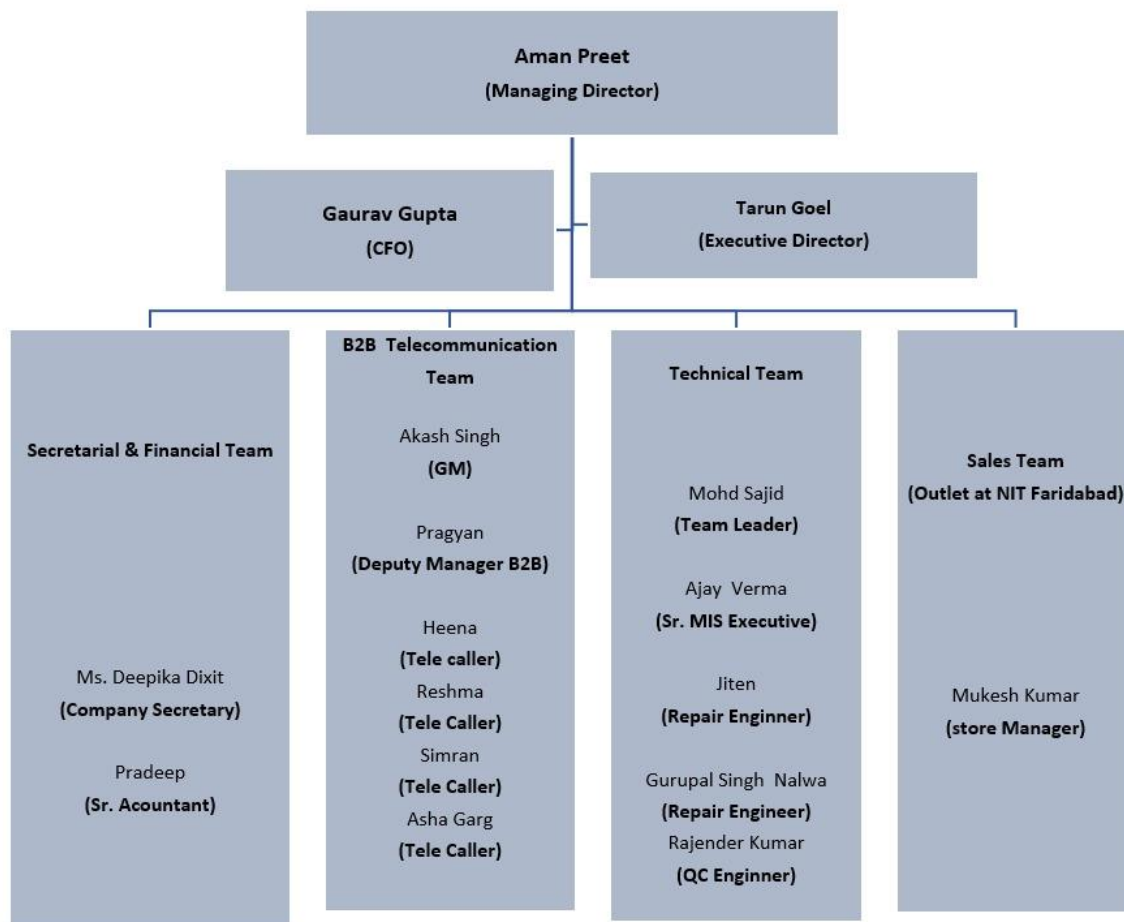 Aman Preet
(Managing Director)
Gaurav Gupta
(CFO)
Tarun Goel
(Executive Director)
Secretarial & Financial Team
Ms. Deepika Dixit
(Company Secretary)
Pradeep
(Sr. Acountant)
B2B Telecommunication
Team
Akash Singh
(GM)
Pragyan
(Deputy Manager B2B)
Heena
(Tele caller)
Reshma
(Tele Caller)
Simran
(Tele Caller)
Asha Garg
(Tele Caller)
Technical Team
Mohd Sajid
(Team Leader)
Ajay Verma
(Sr. MIS Executive)
Jiten
(Repair Enginner)
Gurupal Singh Nalwa
(Repair Engineer)
Rajender Kumar
(QC Enginner)
Sales Team
(Outlet at NIT Faridabad)
Mukesh Kumar
(store Manager)